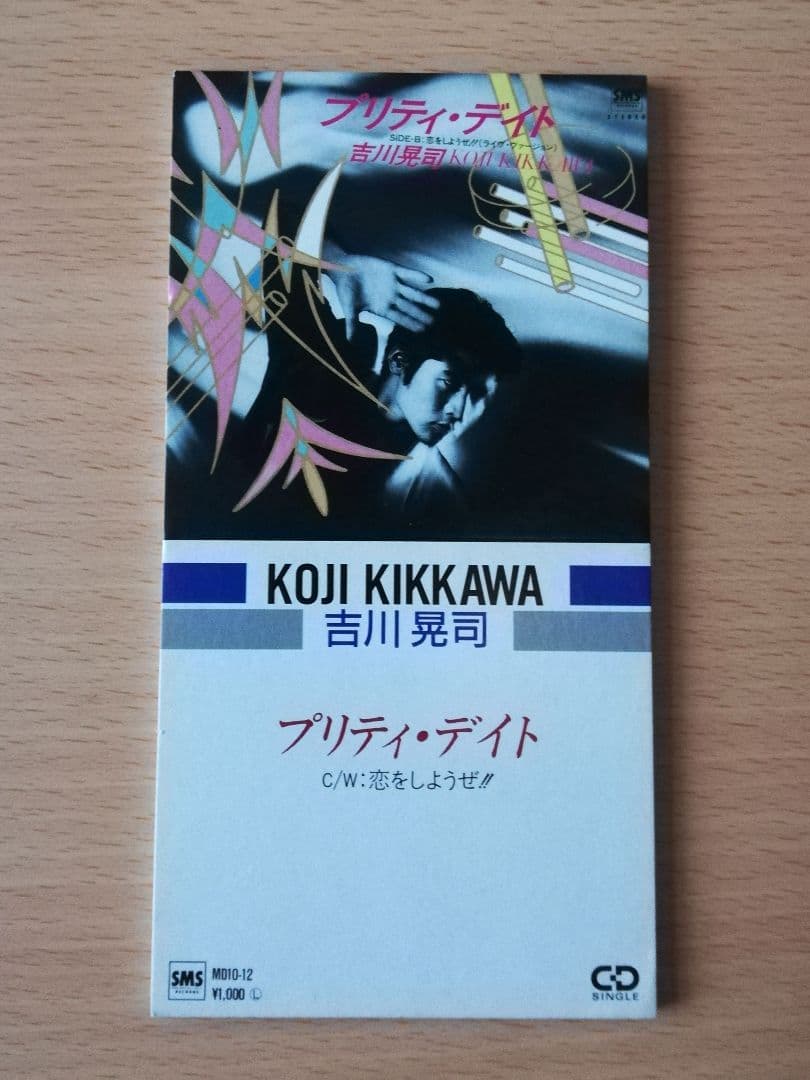 SMS
RECORDS
STEREO
プリティ・デイト
SIDE-B:恋をしようぜ!!(ライヴ・ヴァージョン)
吉川晃司 KOJI KIKKAWA
KOJI KIKKAWA
吉川晃司
プリティ・デイト
C/W:恋をしようぜ!!
SMS
RECORDS
MD10-12
¥1,000 Ⓛ
CD
SINGLE